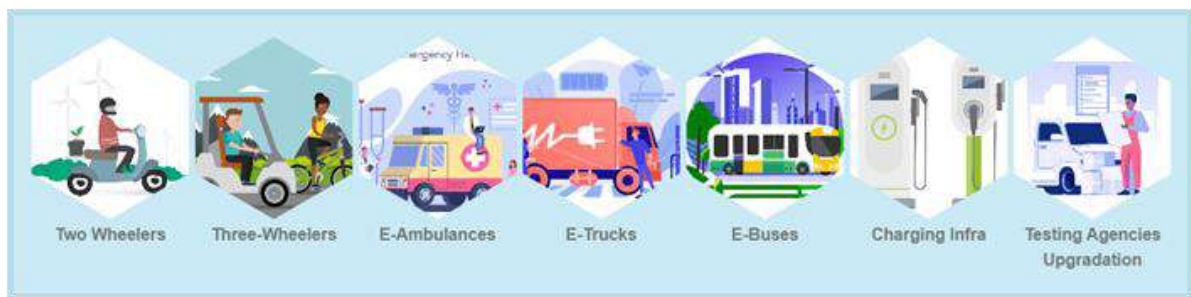 Two Wheelers
Three-Wheelers
E-Ambulances
E-Trucks
E-Buses
Charging Infra
Testing Agencies
Upgradation